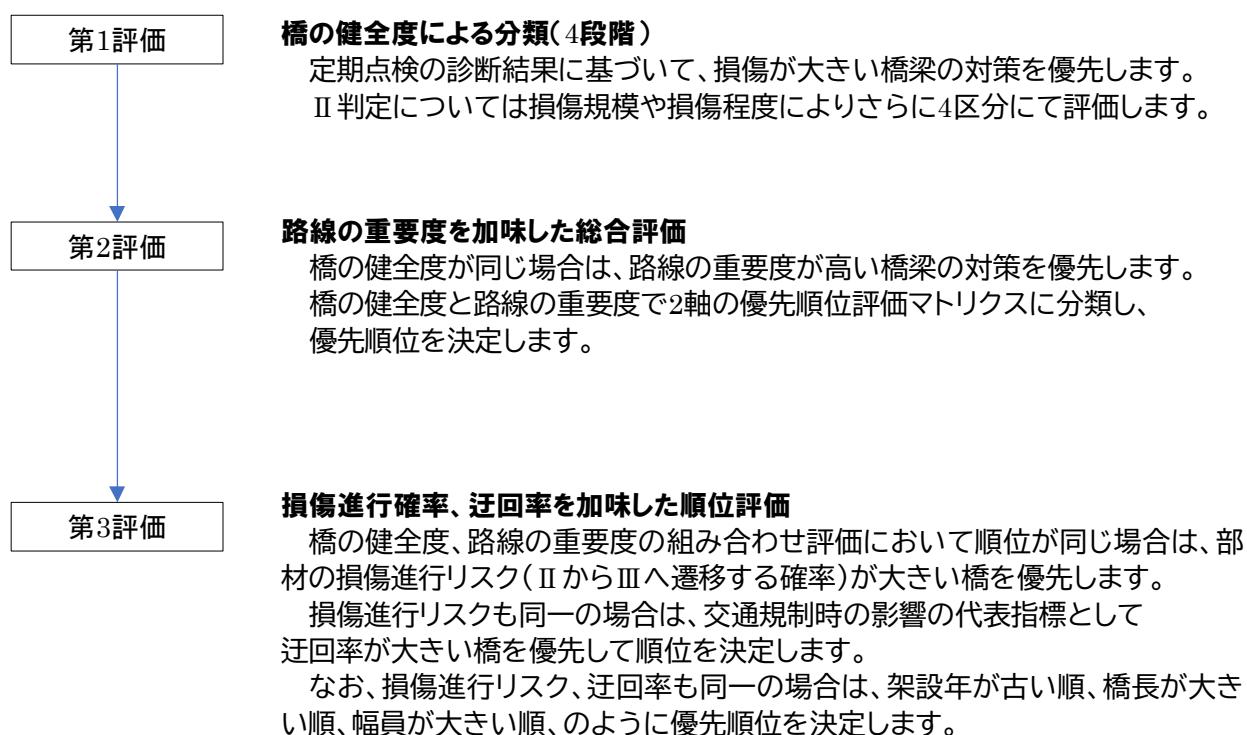 第1評価
橋の健全度による分類(4段階)
定期点検の診断結果に基づいて、損傷が大きい橋梁の対策を優先します。
Ⅱ判定については損傷規模や損傷程度によりさらに4区分にて評価します。
第2評価
路線の重要度を加味した総合評価
橋の健全度が同じ場合は、路線の重要度が高い橋梁の対策を優先します。
橋の健全度と路線の重要度で2軸の優先順位評価マトリクスに分類し、
優先順位を決定します。
第3評価
損傷進行確率、迂回率を加味した順位評価
橋の健全度、路線の重要度の組み合わせ評価において順位が同じ場合は、部
材の損傷進行リスク(ⅡからⅢへ遷移する確率)が大きい橋を優先します。
損傷進行リスクも同一の場合は、交通規制時の影響の代表指標として
迂回率が大きい橋を優先して順位を決定します。
なお、損傷進行リスク、迂回率も同一の場合は、架設年が古い順、橋長が大き
い順、幅員が大きい順、のように優先順位を決定します。